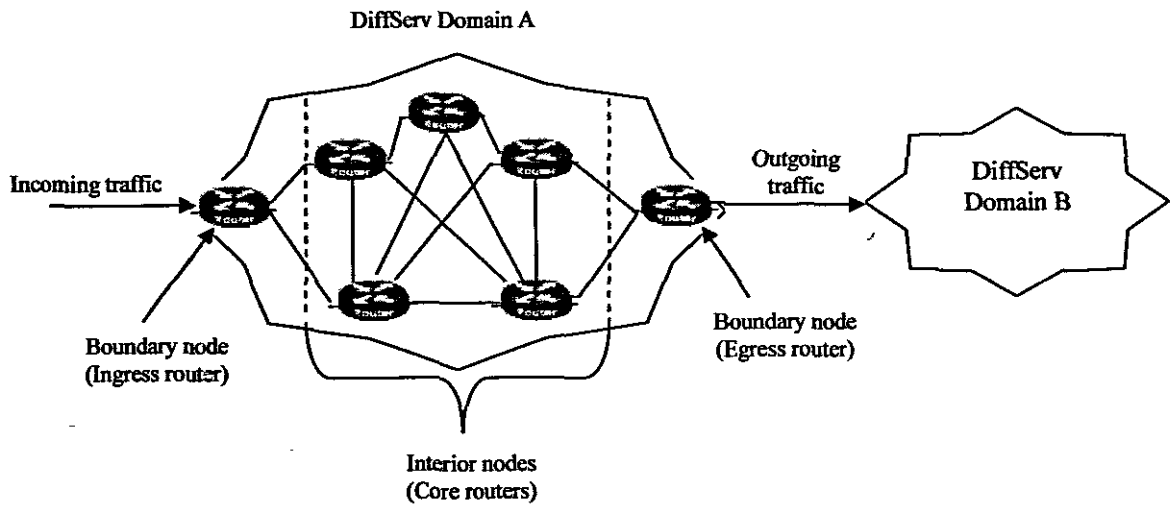 DiffServ Domain A
Incoming traffic
Outgoing
traffic
DiffServ
Domain B
Boundary node
(Ingress router)
Boundary node
(Egress router)
Interior nodes
(Core routers)